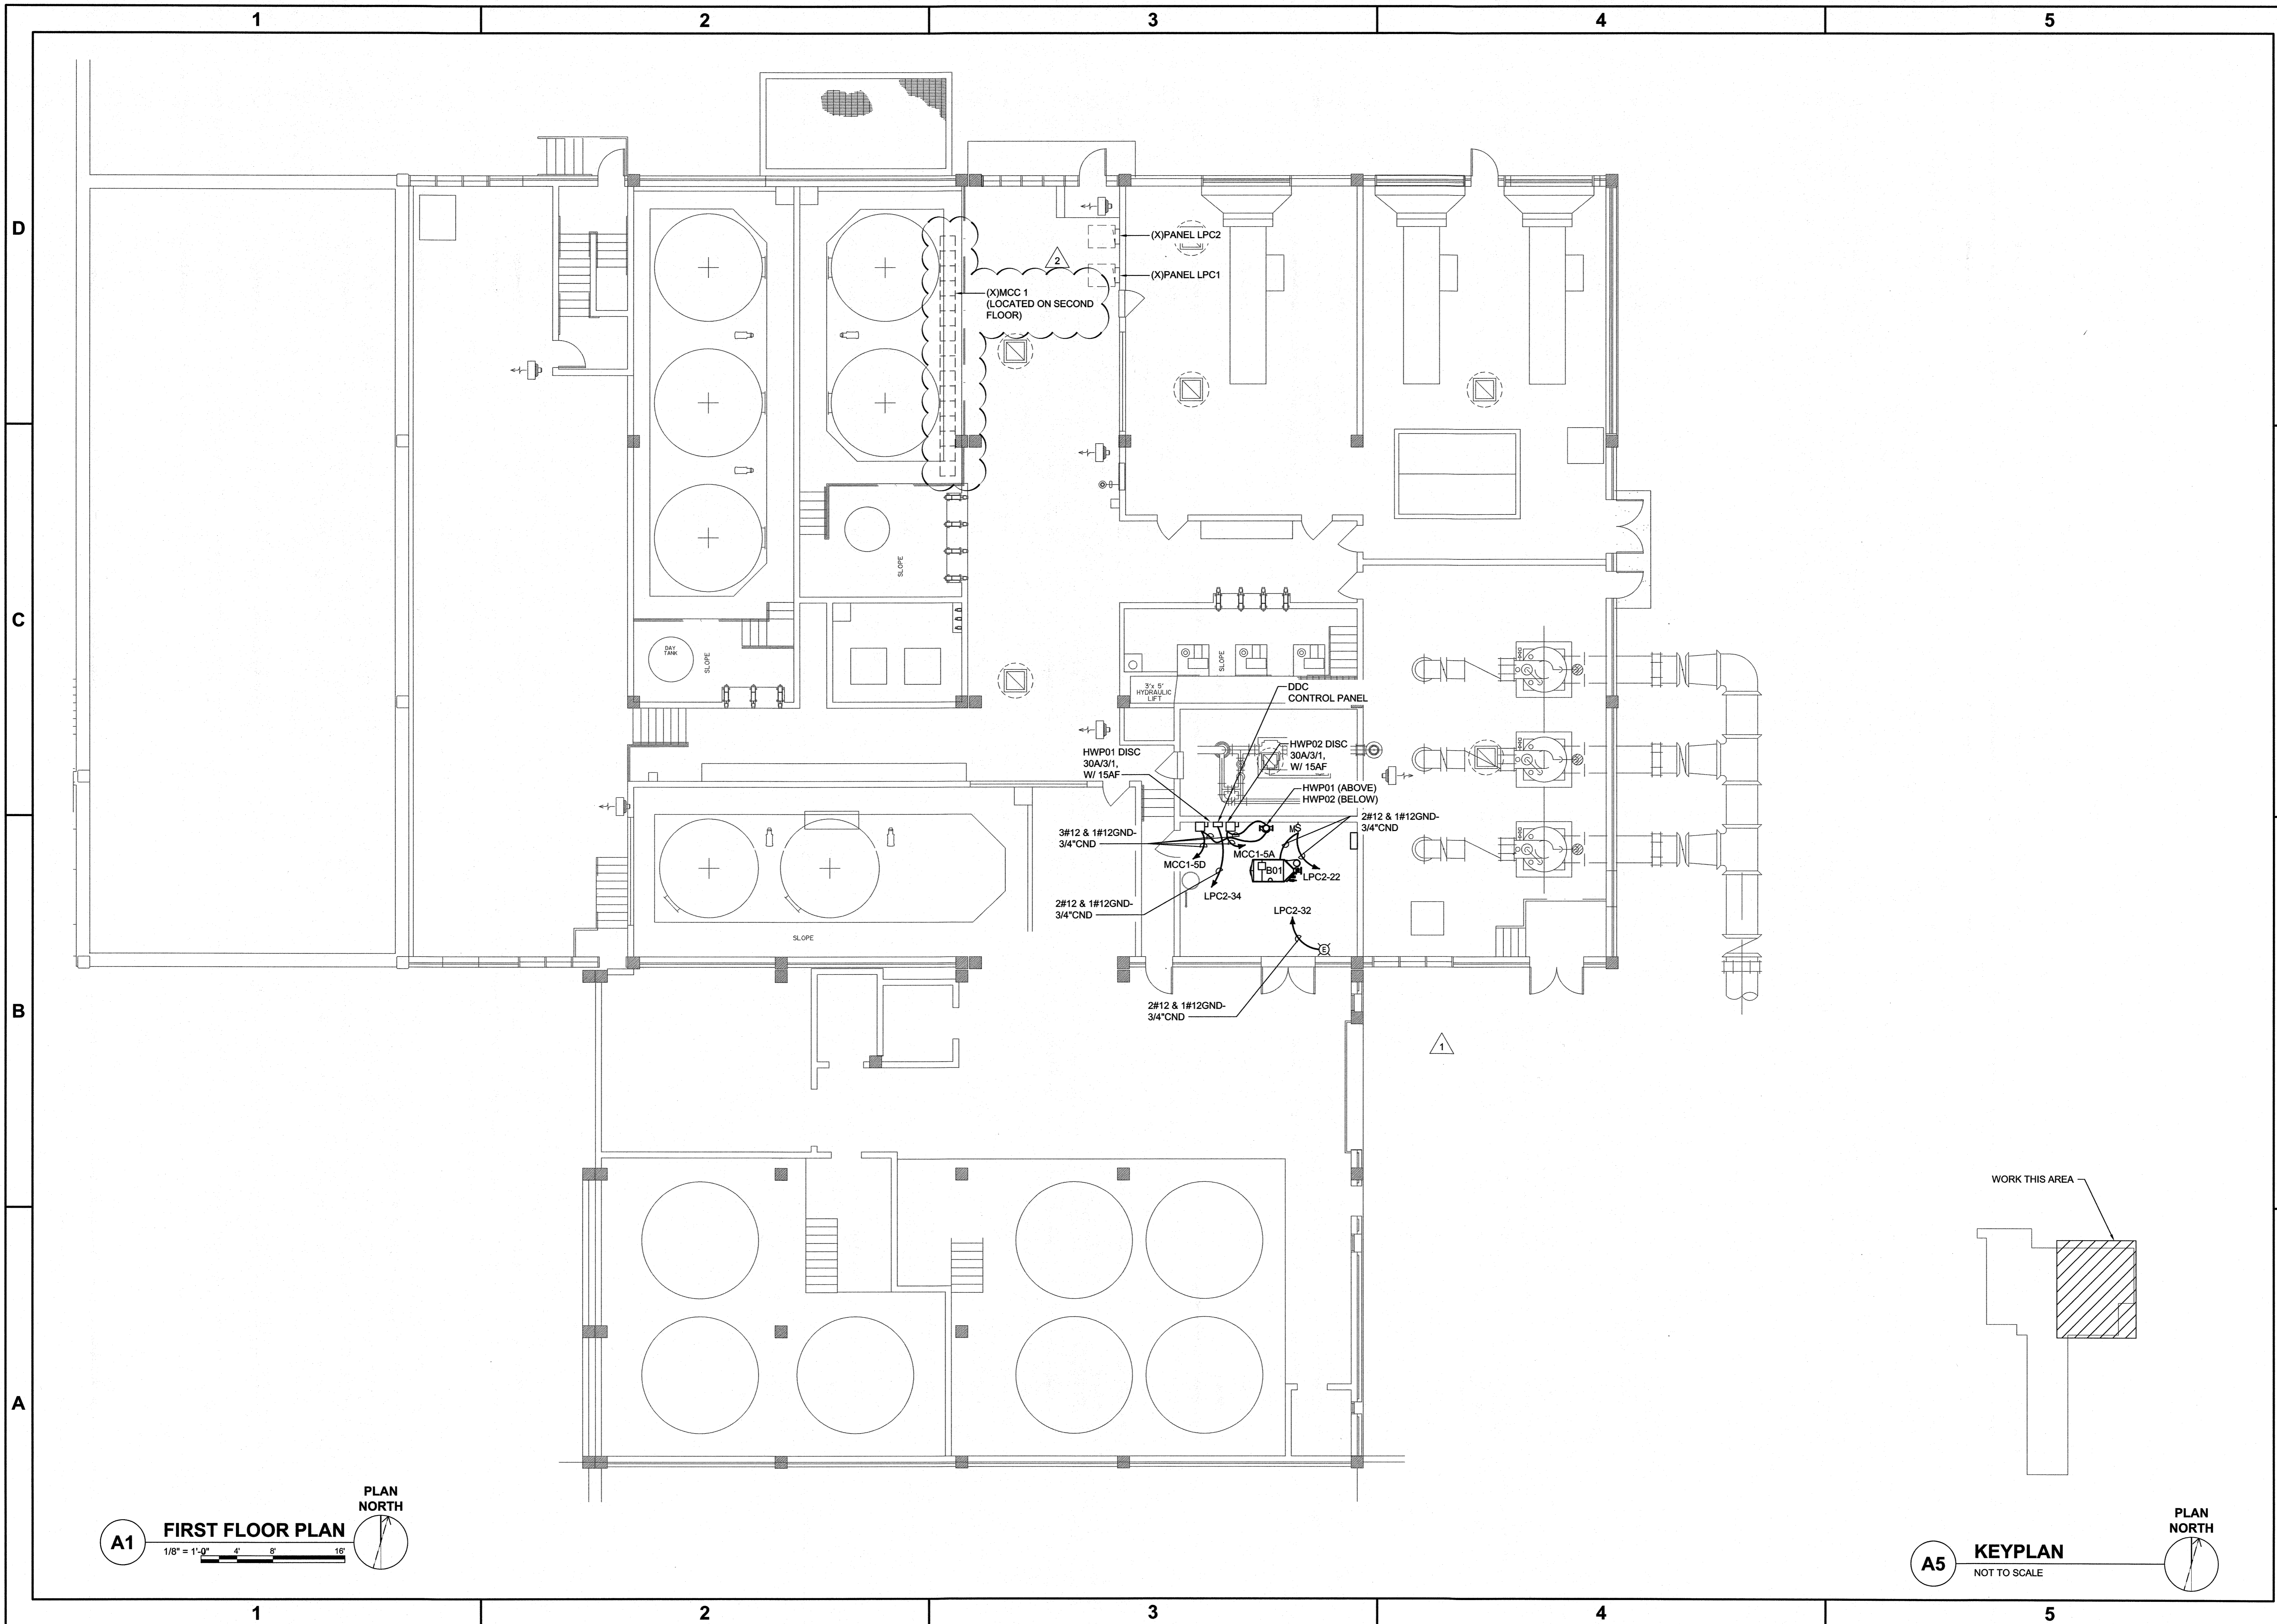 1 2 3 4 5
D
C
B
A
(X)PANEL LPC2
2
(X)PANEL LPC1
(X)MCC 1
(LOCATED ON SECOND
FLOOR)
SLOPE
DAY
TANK
SLOPE
SLOPE
3'x 5'
HYDRAULIC
LIFT
DDC
CONTROL PANEL
HWP01 DISC
30A/3/1,
W/ 15AF
HWP02 DISC
30A/3/1,
W/ 15AF
HWP01 (ABOVE)
HWP02 (BELOW)
2#12 & 1#12GND-
3/4"CND
3#12 & 1#12GND-
3/4"CND
MS
MCC1-5D
MCC1-5A
B01
LPC2-22
LPC2-34
2#12 & 1#12GND-
3/4"CND
LPC2-32
E
SLOPE
2#12 & 1#12GND-
3/4"CND
1
WORK THIS AREA
PLAN
NORTH
A1
FIRST FLOOR PLAN
1/8" = 1'-0" 4' 8' 16'
PLAN
NORTH
A5
KEYPLAN
NOT TO SCALE
1 2 3 4 5